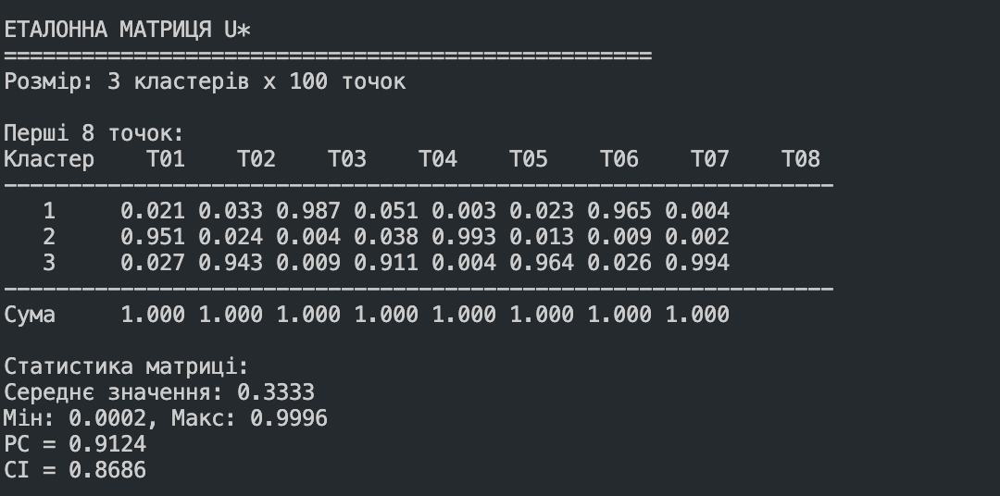 ЕТАЛОННА МАТРИЦЯ U*
==================================================
Розмір: 3 кластерів x 100 точок
Перші 8 точок:
Кластер T01 T02 T03 T04 T05 T06 T07 T08
----------------------------------------------------------------
1 0.021 0.033 0.987 0.051 0.003 0.023 0.965 0.004
2 0.951 0.024 0.004 0.038 0.993 0.013 0.009 0.002
3 0.027 0.943 0.009 0.911 0.004 0.964 0.026 0.994
----------------------------------------------------------------
Сума 1.000 1.000 1.000 1.000 1.000 1.000 1.000 1.000
Статистика матриці:
Середнє значення: 0.3333
Мін: 0.0002, Макс: 0.9996
PC = 0.9124
CI = 0.8686